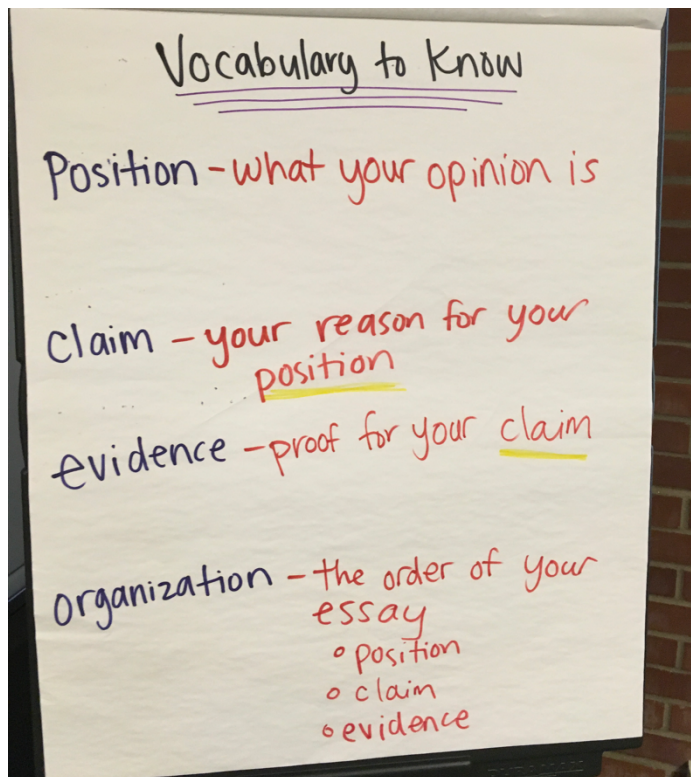 Vocabulary to Know
Position - what your opinion is
Claim - your reason for your
position
evidence - proof for your claim
organization - the order of your
essay
◦ position
◦ claim
◦ evidence